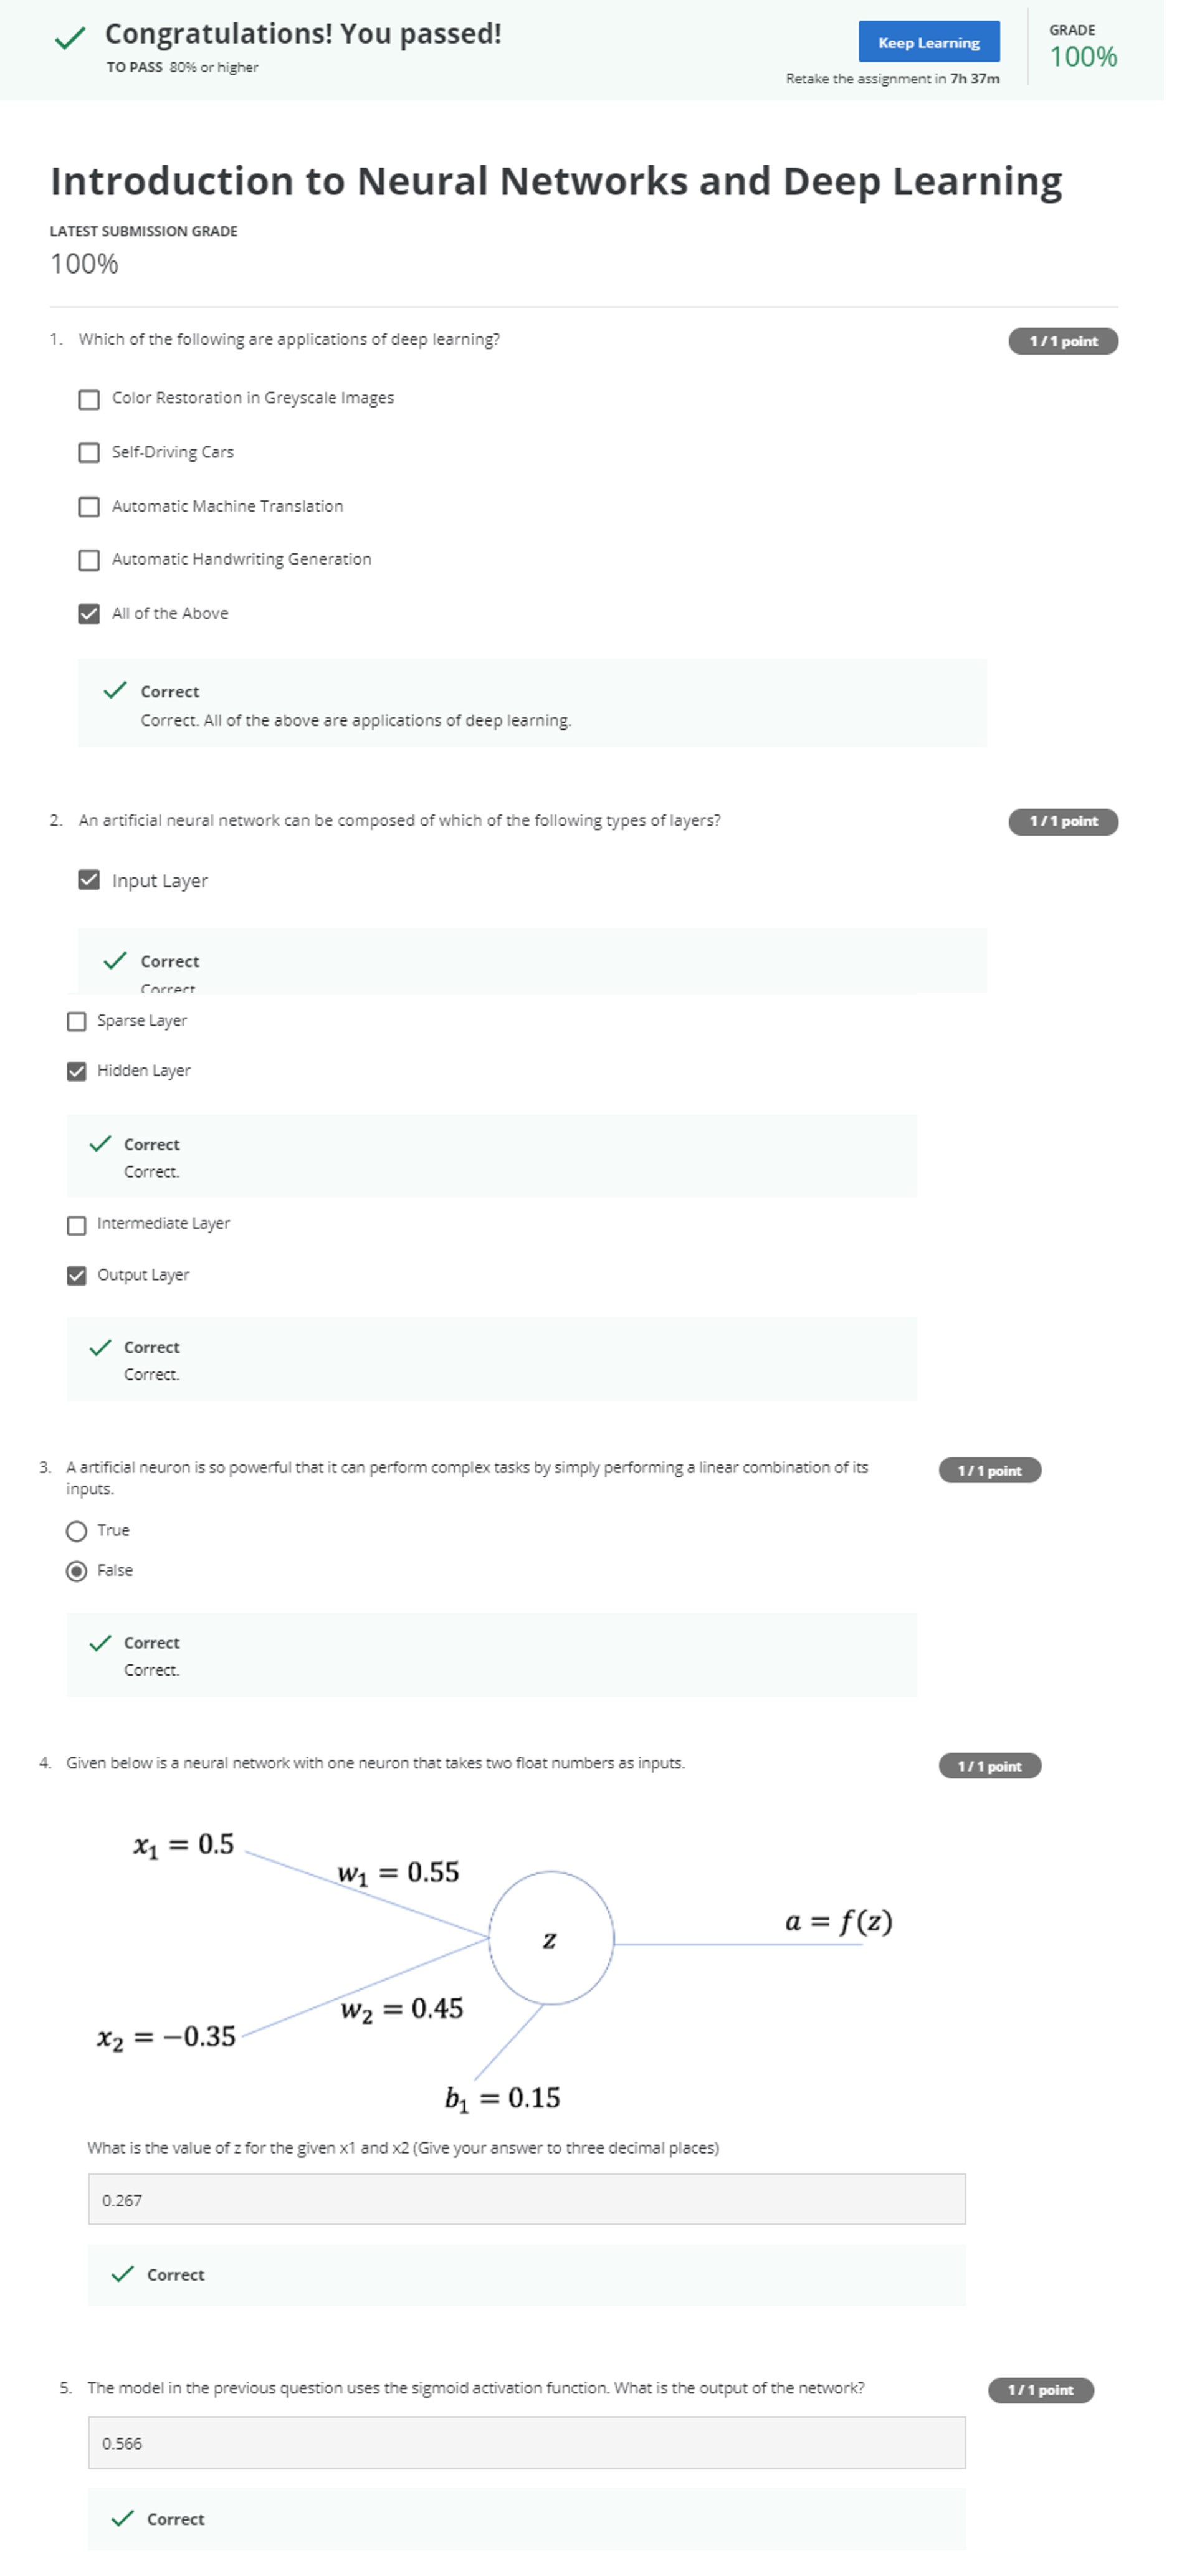 Congratulations! You passed!
TO PASS 80% or higher
Keep Learning
Retake the assignment in 7h 37m
GRADE
100%
Introduction to Neural Networks and Deep Learning
LATEST SUBMISSION GRADE
100%
1. Which of the following are applications of deep learning?
1 / 1 point
Color Restoration in Greyscale Images
Self-Driving Cars
Automatic Machine Translation
Automatic Handwriting Generation
All of the Above
Correct
Correct. All of the above are applications of deep learning.
2. An artificial neural network can be composed of which of the following types of layers?
1 / 1 point
Input Layer
Correct
Correct
Sparse Layer
Hidden Layer
Correct
Correct.
Intermediate Layer
Output Layer
Correct
Correct.
3. A artificial neuron is so powerful that it can perform complex tasks by simply performing a linear combination of its
inputs.
1 / 1 point
True
False
Correct
Correct.
4. Given below is a neural network with one neuron that takes two float numbers as inputs.
1 / 1 point
x₁ = 0.5
w₁ = 0.55
a = f(z)
z
w₂ = 0.45
x₂ = −0.35
b₁ = 0.15
What is the value of z for the given x1 and x2 (Give your answer to three decimal places)
0.267
Correct
5. The model in the previous question uses the sigmoid activation function. What is the output of the network?
1 / 1 point
0.566
Correct